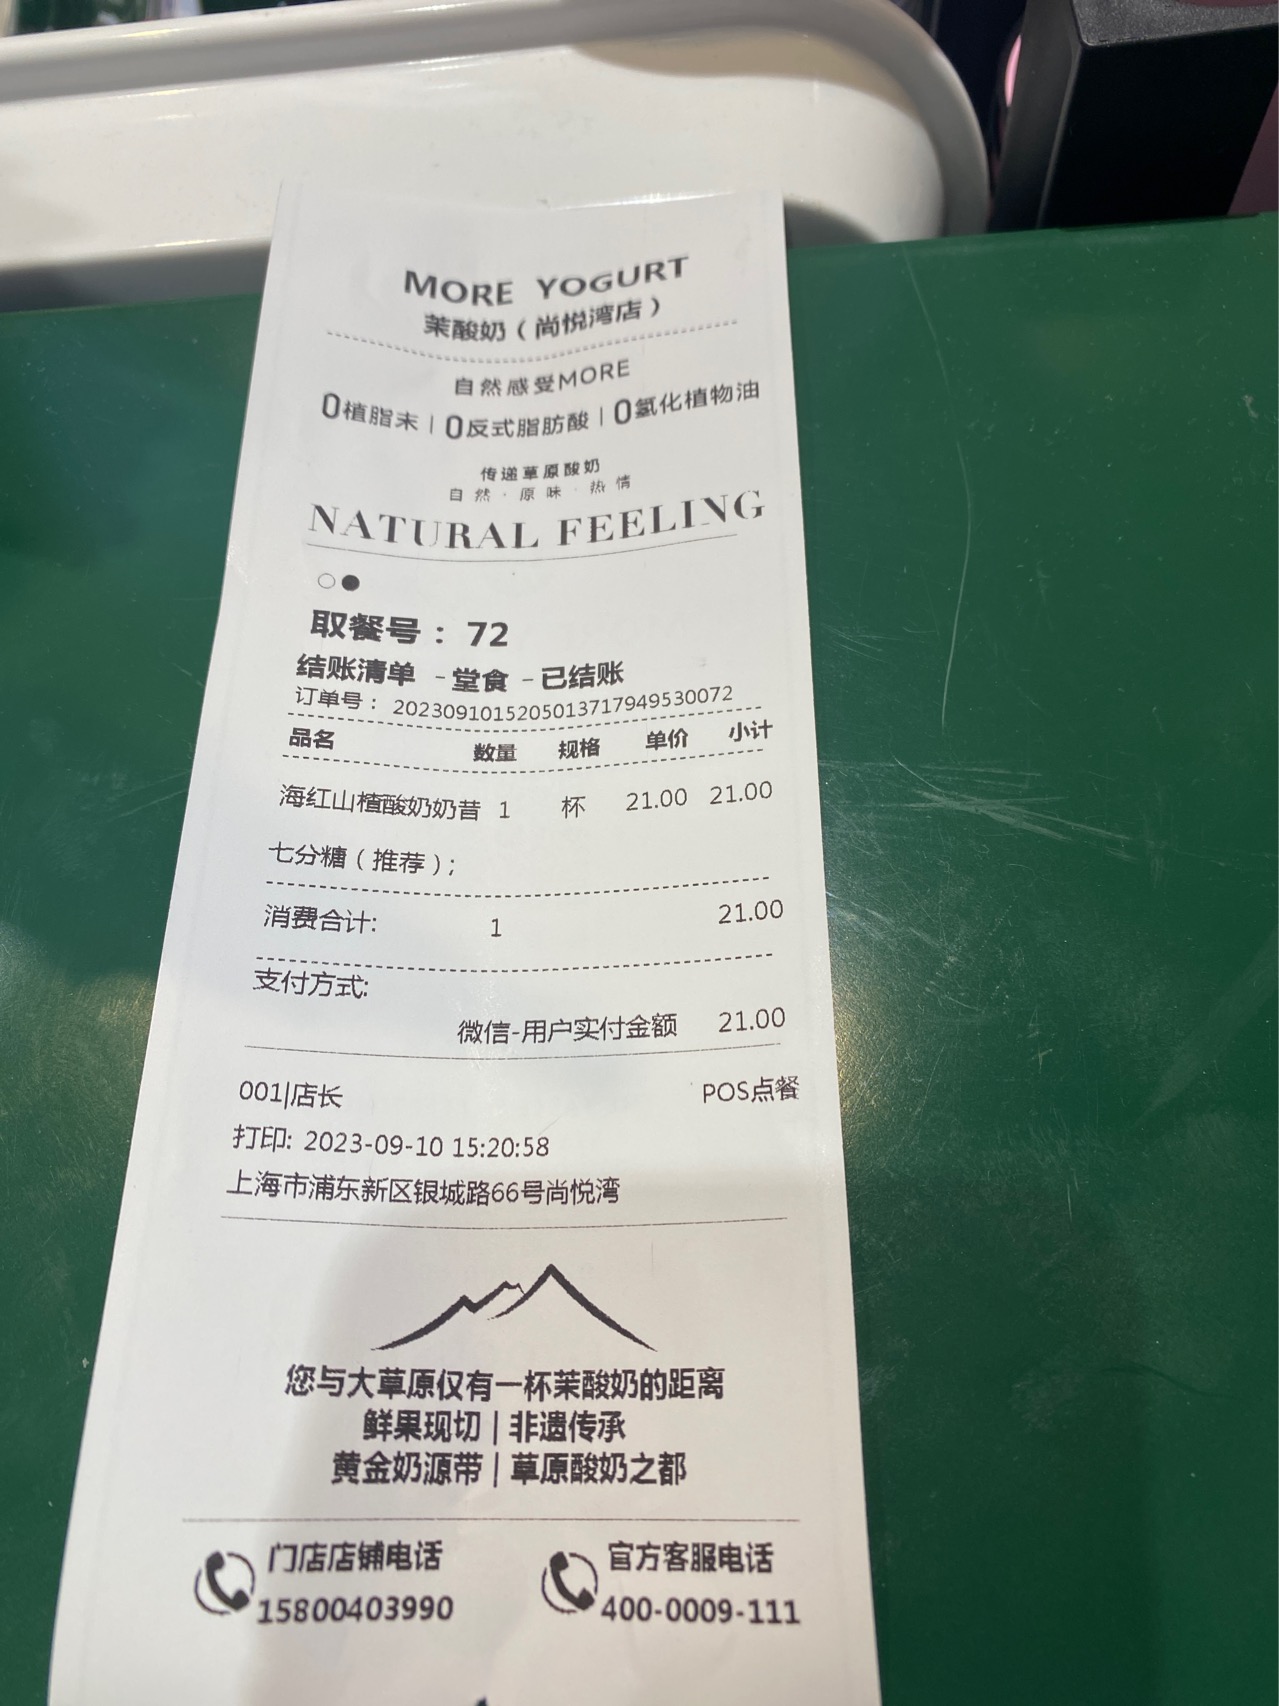 MORE YOGURT
茉酸奶（尚悦湾店）
自然感受MORE
0植脂末|0反式脂肪酸|0氢化植物油
传递草原酸奶
自然·原味·热情
NATURAL FEELING
取餐号：72
结账清单 -堂食 -已结账
订单号：20230910152050137179495300​72
品名 数量 规格 单价 小计
海红山楂酸奶奶昔 1 杯 21.00 21.00
七分糖（推荐）;
消费合计: 1 21.00
支付方式:
微信-用户实付金额 21.00
001|店长 POS点餐
打印: 2023-09-10 15:20:58
上海市浦东新区银城路66号尚悦湾
您与大草原仅有一杯茉酸奶的距离
鲜果现切|非遗传承
黄金奶源带|草原酸奶之都
门店店铺电话 官方客服电话
15800403990 400-0009-111